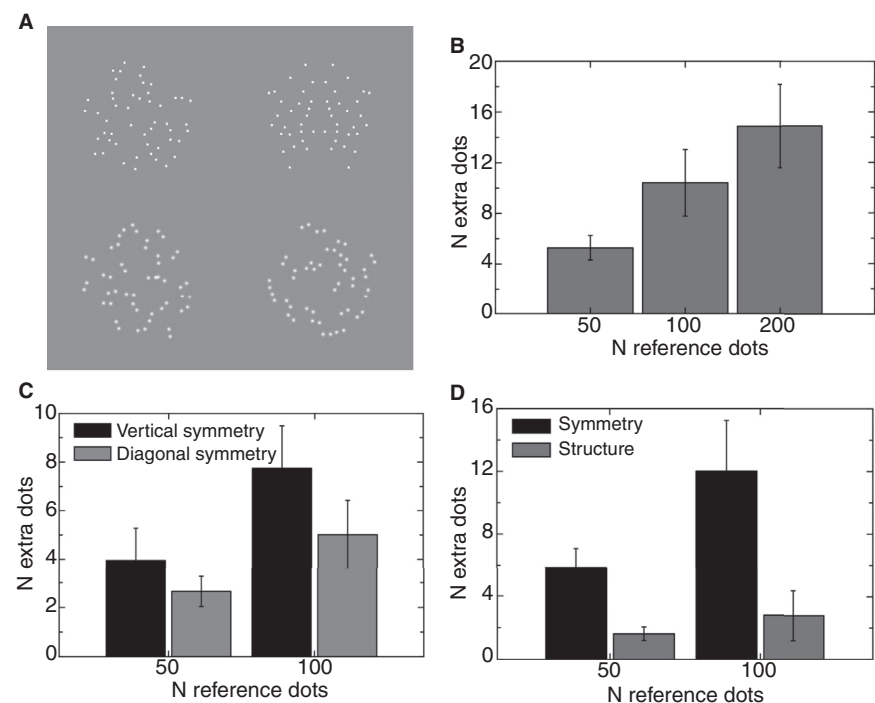 A
B
20
16
12
8
4
0
N extra dots
50 100 200
N reference dots
C
10
8
6
4
2
0
N extra dots
Vertical symmetry
Diagonal symmetry
50 100
N reference dots
D
16
12
8
4
0
N extra dots
Symmetry
Structure
50 100
N reference dots